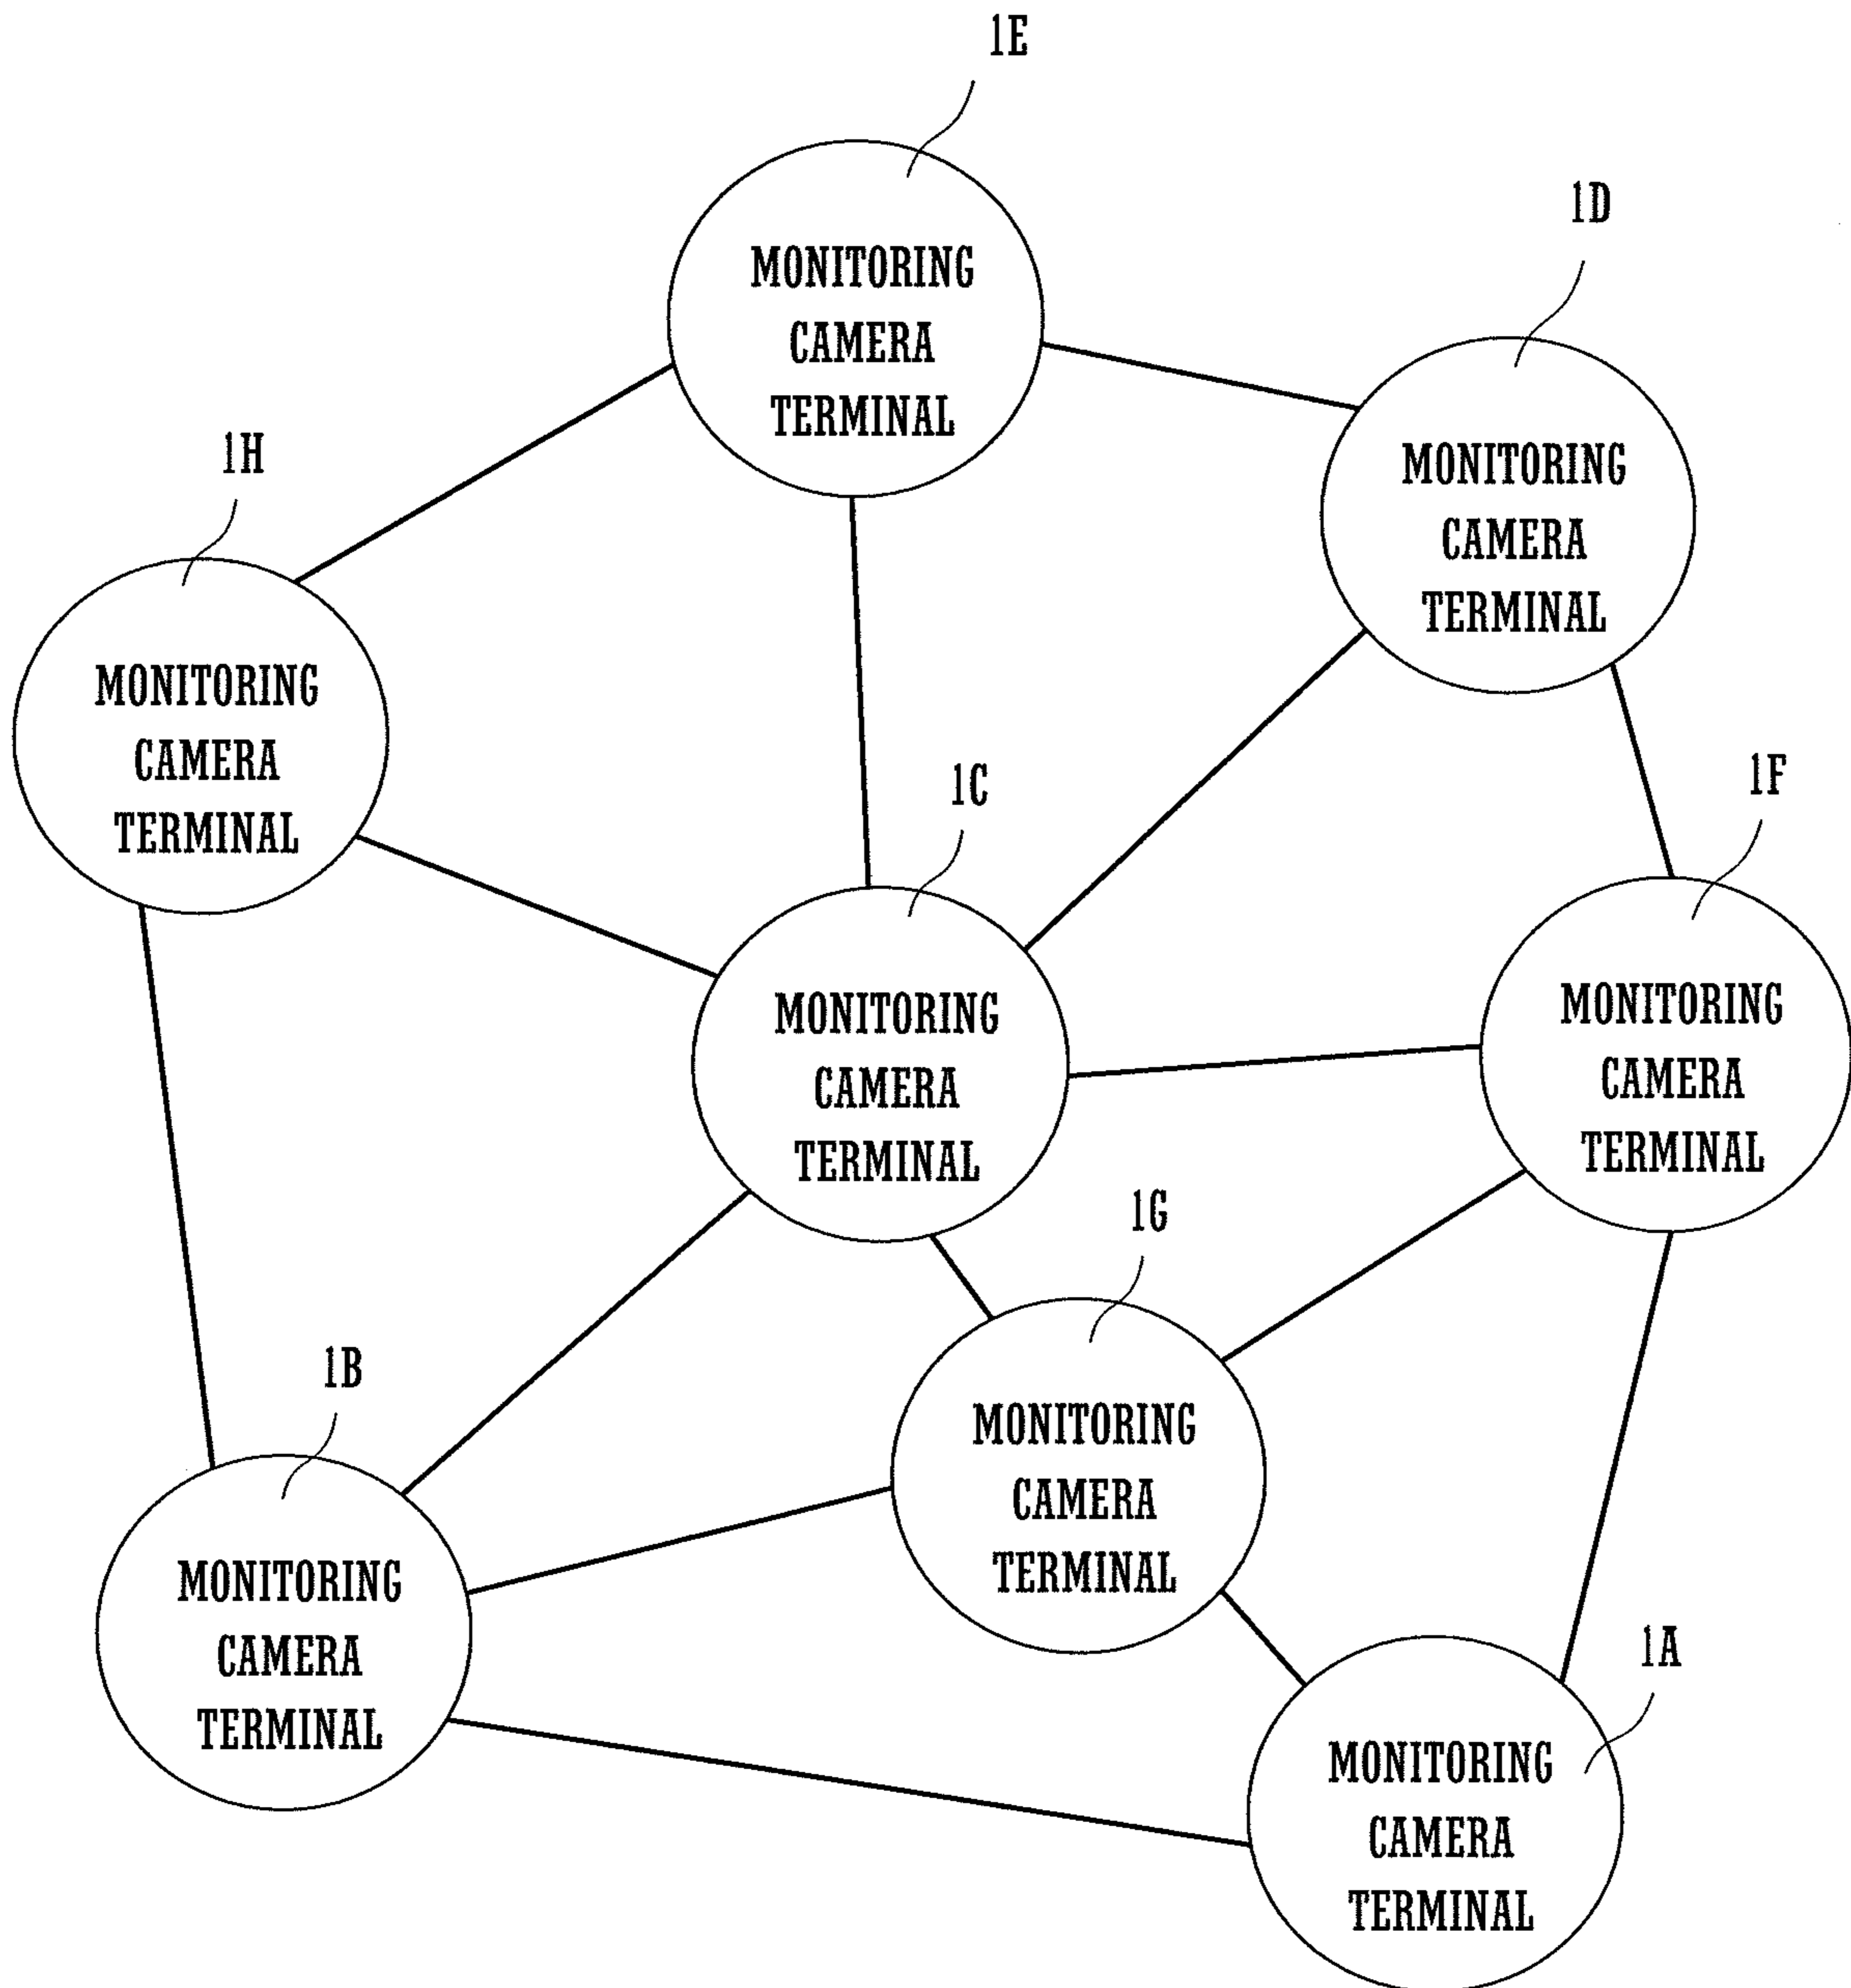 1E
MONITORING
CAMERA
TERMINAL
1D
MONITORING
CAMERA
TERMINAL
1H
MONITORING
CAMERA
TERMINAL
1C
MONITORING
CAMERA
TERMINAL
1F
MONITORING
CAMERA
TERMINAL
1G
MONITORING
CAMERA
TERMINAL
1B
MONITORING
CAMERA
TERMINAL
1A
MONITORING
CAMERA
TERMINAL